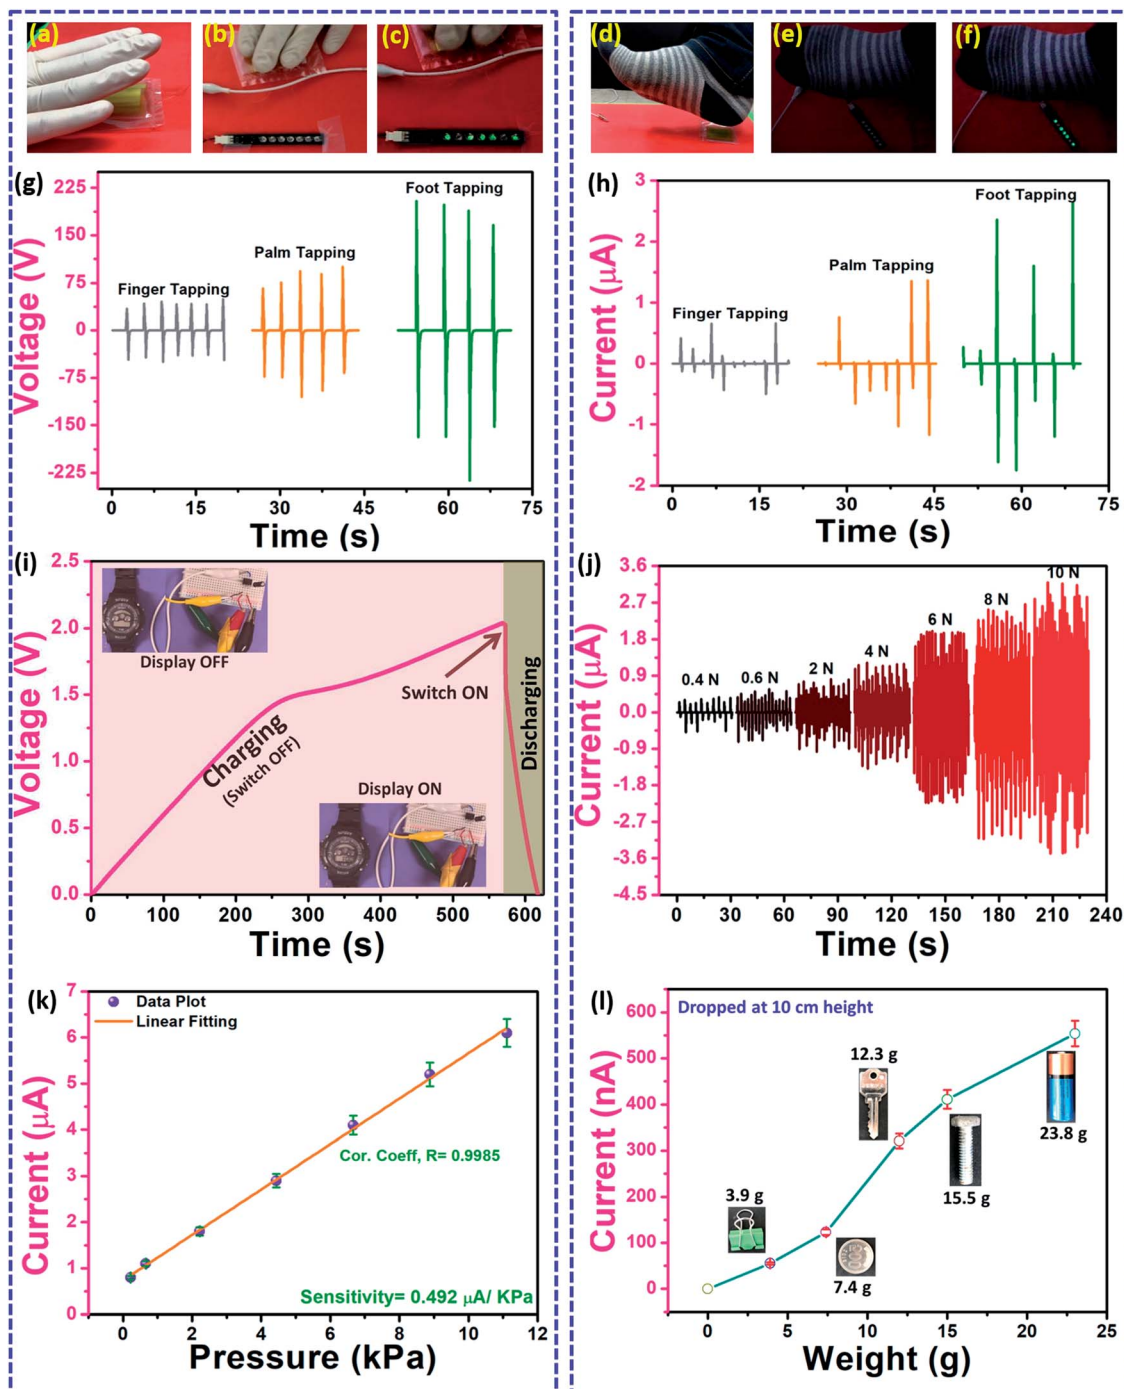 (a)
(b)
(c)
(d)
(e)
(f)
(g)
225
150
75
0
-75
-150
-225
Voltage (V)
Foot Tapping
Palm Tapping
Finger Tapping
0 15 30 45 60 75
Time (s)
(h)
3
2
1
0
-1
-2
Current (μA)
Foot Tapping
Palm Tapping
Finger Tapping
0 15 30 45 60 75
Time (s)
(i)
2.5
2.0
1.5
1.0
0.5
0.0
Voltage (V)
Display OFF
Switch ON
Charging
(Switch OFF)
Discharging
Display ON
0 100 200 300 400 500 600
Time (s)
(j)
3.6
2.7
1.8
0.9
0.0
-0.9
-1.8
-2.7
-3.6
-4.5
Current (μA)
10 N
8 N
6 N
4 N
2 N
0.6 N
0.4 N
0 30 60 90 120 150 180 210 240
Time (s)
(k)
7
6
5
4
3
2
1
0
Current (μA)
Data Plot
Linear Fitting
Cor. Coeff, R= 0.9985
Sensitivity= 0.492 μA/ KPa
0 2 4 6 8 10 12
Pressure (kPa)
(l)
600
500
400
300
200
100
0
Current (nA)
Dropped at 10 cm height
12.3 g
23.8 g
15.5 g
3.9 g
7.4 g
0 5 10 15 20 25
Weight (g)